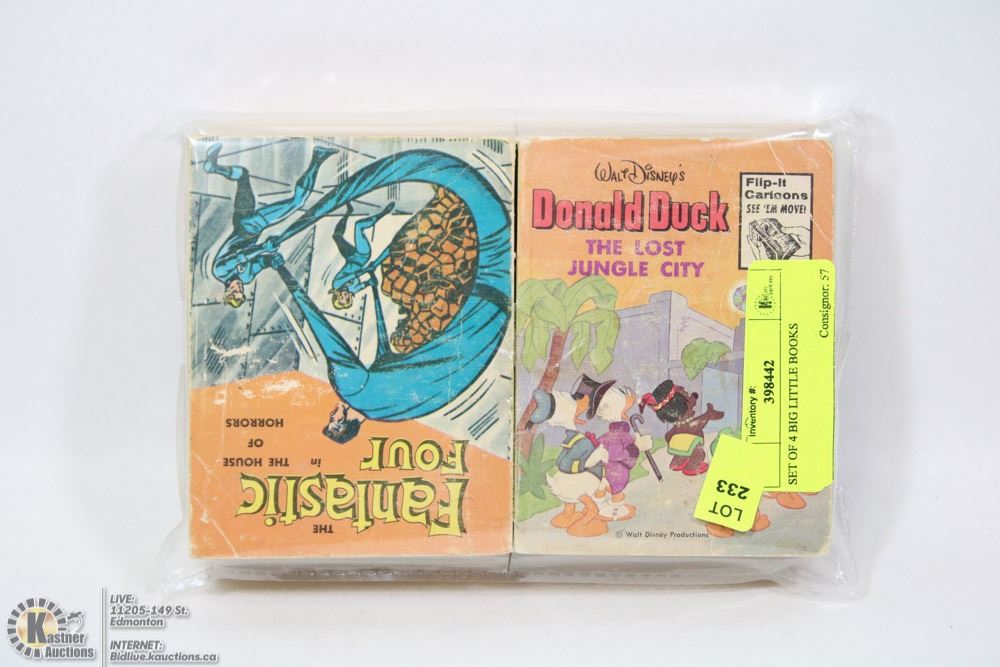 THE
Fantastic
FOUR
in THE HOUSE
OF
HORRORS
WALT DISNEY'S
Donald Duck
THE LOST
JUNGLE CITY
Flip-It
Cartoons
SEE 'EM MOVE!
© Walt Disney Productions
Inventory #:
398442
SET OF 4 BIG LITTLE BOOKS
Consignor: 57
LOT
233
Kastner
Auctions
LIVE:
11205-149 St.
Edmonton
INTERNET:
Bidlive.kauctions.ca